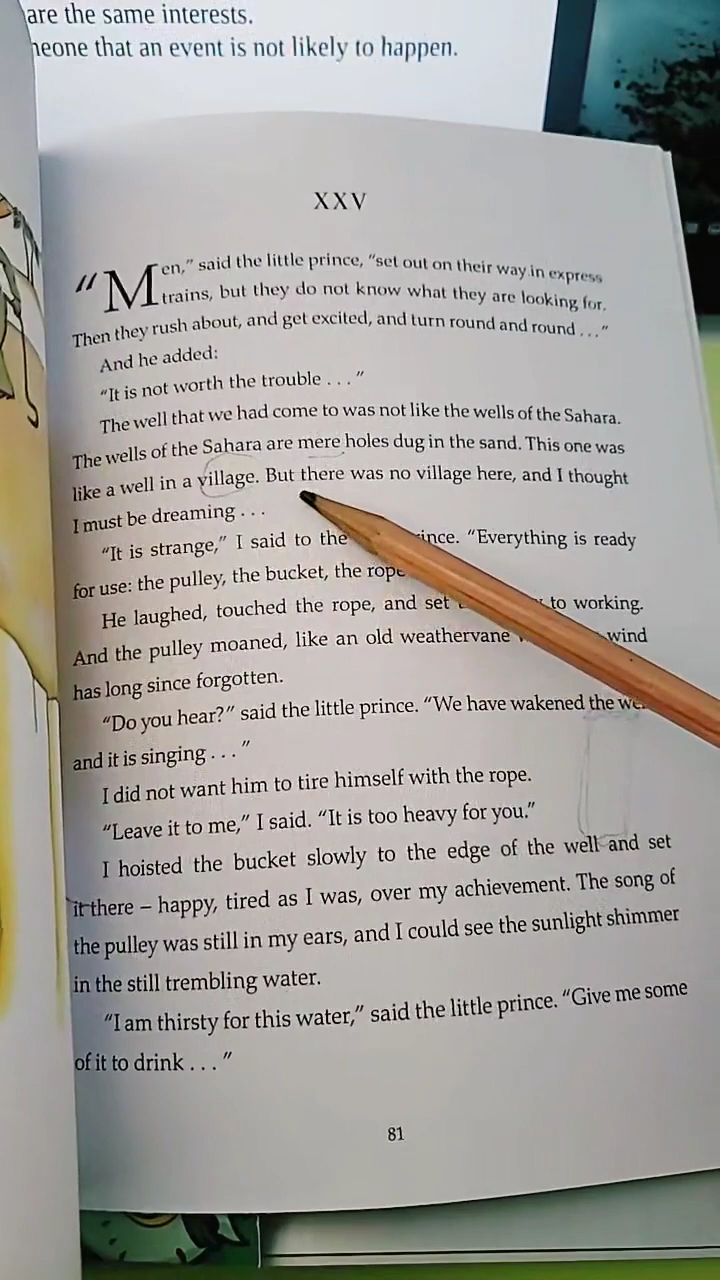 are the same interests.
that an event is not likely to happen.
XXV
"Men," said the little prince, "set out on their way in express
trains, but they do not know what they are looking for.
Then they rush about, and get excited, and turn round and round . . ."
And he added:
"It is not worth the trouble . . ."
The well that we had come to was not like the wells of the Sahara.
The wells of the Sahara are mere holes dug in the sand. This one was
like a well in a village. But there was no village here, and I thought
I must be dreaming . . .
"It is strange," I said to the "Everything is ready
for use: the pulley, the bucket, the rope
He laughed, touched the rope, and set to working.
And the pulley moaned, like an old weathervane wind
has long since forgotten.
"Do you hear?" said the little prince. "We have wakened the
and it is singing . . ."
I did not want him to tire himself with the rope.
"Leave it to me," I said. "It is too heavy for you."
I hoisted the bucket slowly to the edge of the well and set
it there – happy, tired as I was, over my achievement. The song of
the pulley was still in my ears, and I could see the sunlight shimmer
in the still trembling water.
"I am thirsty for this water," said the little prince. "Give me some
of it to drink . . ."
81